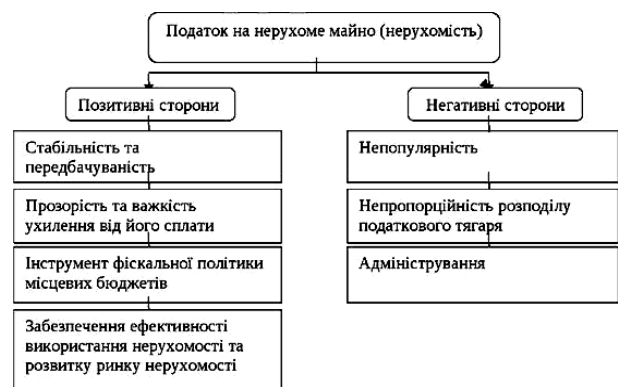 Податок на нерухоме майно (нерухомість)
Позитивні сторони
Негативні сторони
Стабільність та
передбачуваність
Прозорість та важкість
ухилення від його сплати
Інструмент фіскальної політики
місцевих бюджетів
Забезпечення ефективності
використання нерухомості та
розвитку ринку нерухомості
Непопулярність
Непропорційність розподілу
податкового тягаря
Адміністрування